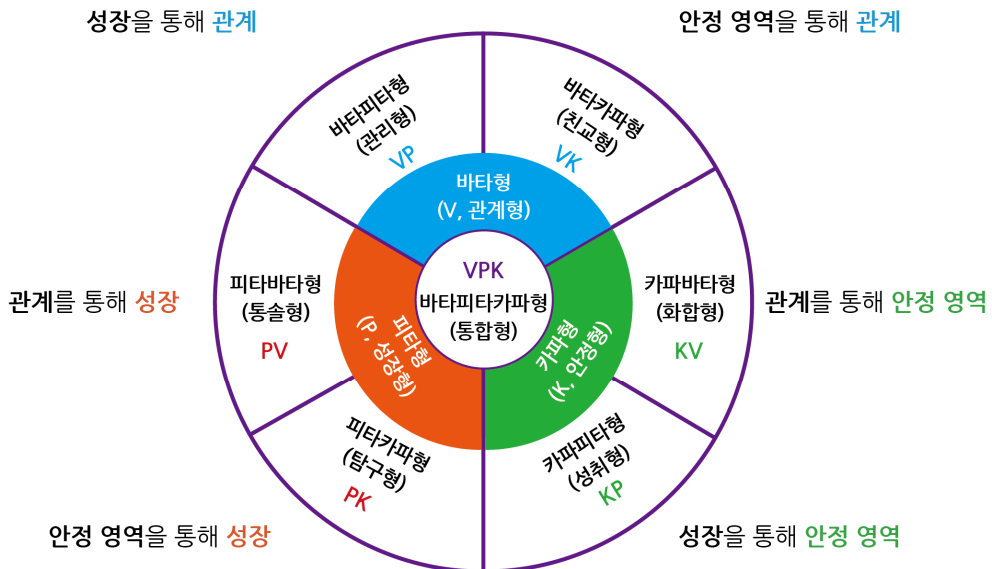 성장을 통해 관계
안정 영역을 통해 관계
바타피타형
(관리형)
VP
바타카파형
(친교형)
VK
바타형
(V, 관계형)
관계를 통해 성장
피타바타형
(통솔형)
PV
피타형
(P, 성장형)
VPK
바타피타카파형
(통합형)
카파형
(K, 안정형)
카파바타형
(화합형)
KV
관계를 통해 안정 영역
피타카파형
(탐구형)
PK
카파피타형
(성취형)
KP
안정 영역을 통해 성장
성장을 통해 안정 영역